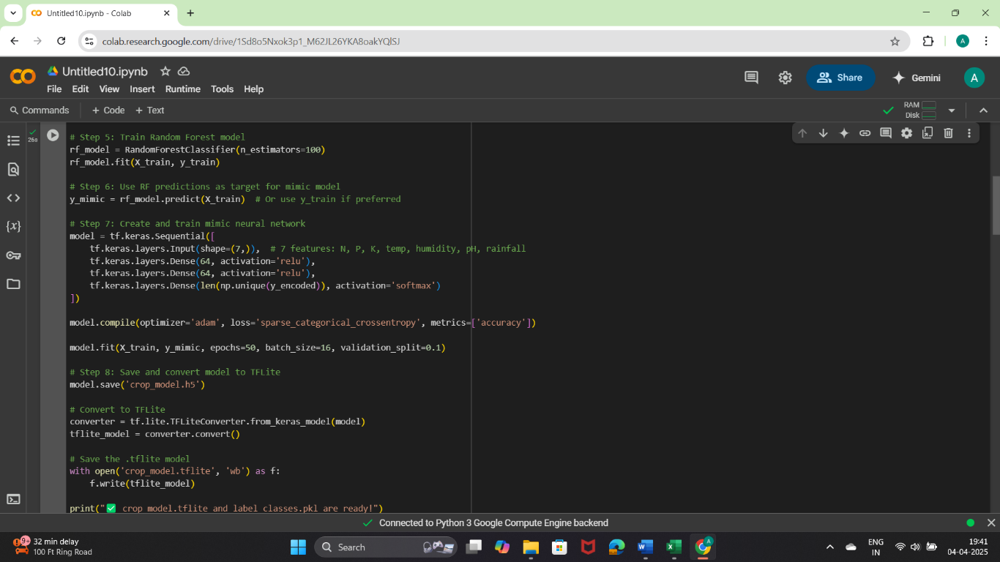 Untitled10.ipynb - Colab
colab.research.google.com/drive/1Sd8o5Nxok3p1_M62JL26YKA8oakYQlSJ
A
CO Untitled10.ipynb
Share
Gemini
A
File Edit View Insert Runtime Tools Help
Commands + Code + Text
RAM
Disk
26s
# Step 5: Train Random Forest model
rf_model = RandomForestClassifier(n_estimators=100)
rf_model.fit(X_train, y_train)
# Step 6: Use RF predictions as target for mimic model
y_mimic = rf_model.predict(X_train)  # Or use y_train if preferred
# Step 7: Create and train mimic neural network
model = tf.keras.Sequential([
    tf.keras.layers.Input(shape=(7,)),  # 7 features: N, P, K, temp, humidity, pH, rainfall
    tf.keras.layers.Dense(64, activation='relu'),
    tf.keras.layers.Dense(64, activation='relu'),
    tf.keras.layers.Dense(len(np.unique(y_encoded)), activation='softmax')
])
model.compile(optimizer='adam', loss='sparse_categorical_crossentropy', metrics=['accuracy'])
model.fit(X_train, y_mimic, epochs=50, batch_size=16, validation_split=0.1)
# Step 8: Save and convert model to TFLite
model.save('crop_model.h5')
# Convert to TFLite
converter = tf.lite.TFLiteConverter.from_keras_model(model)
tflite_model = converter.convert()
# Save the .tflite model
with open('crop_model.tflite', 'wb') as f:
    f.write(tflite_model)
print("✅ crop_model.tflite and label_classes.pkl are ready!")
Connected to Python 3 Google Compute Engine backend
9+
32 min delay
100 Ft Ring Road
Search
ENG
IN
19:41
04-04-2025